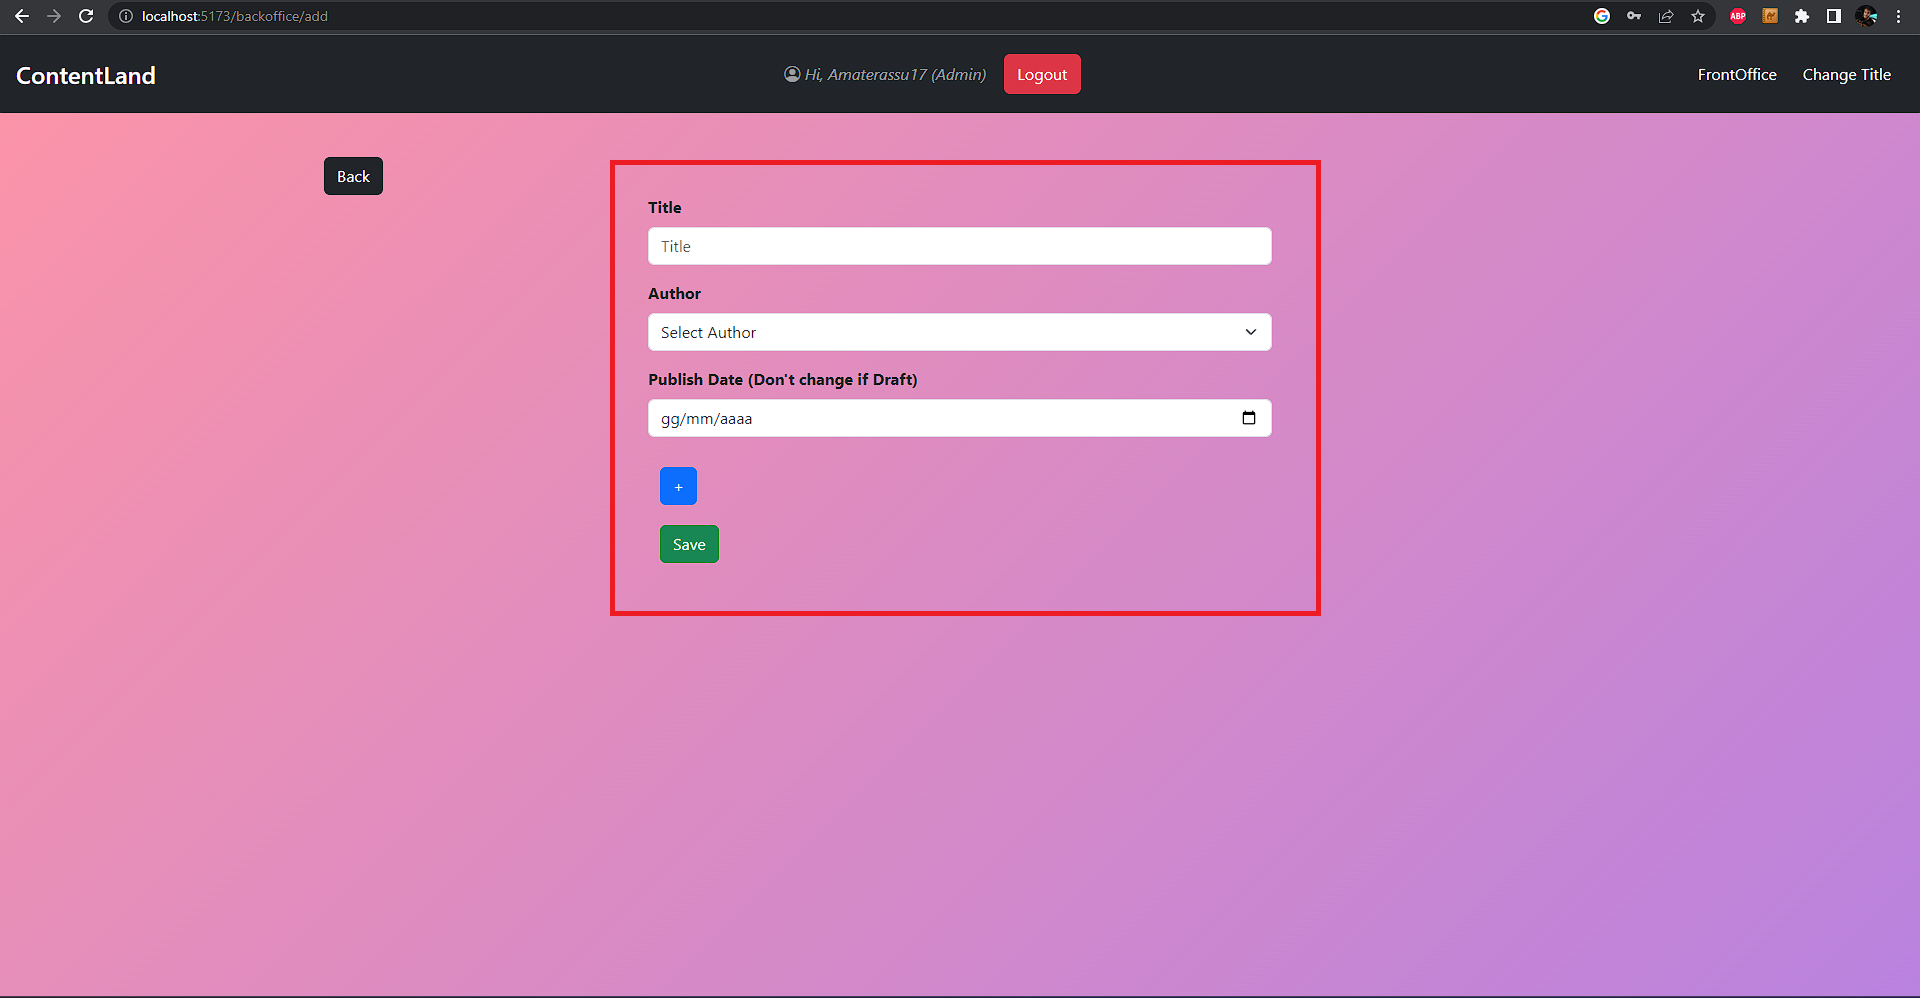 localhost:5173/backoffice/add
ABP
ContentLand
Hi, Amaterassu17 (Admin)
Logout
FrontOffice
Change Title
Back
Title
Title
Author
Select Author
Publish Date (Don't change if Draft)
gg/mm/aaaa
+
Save